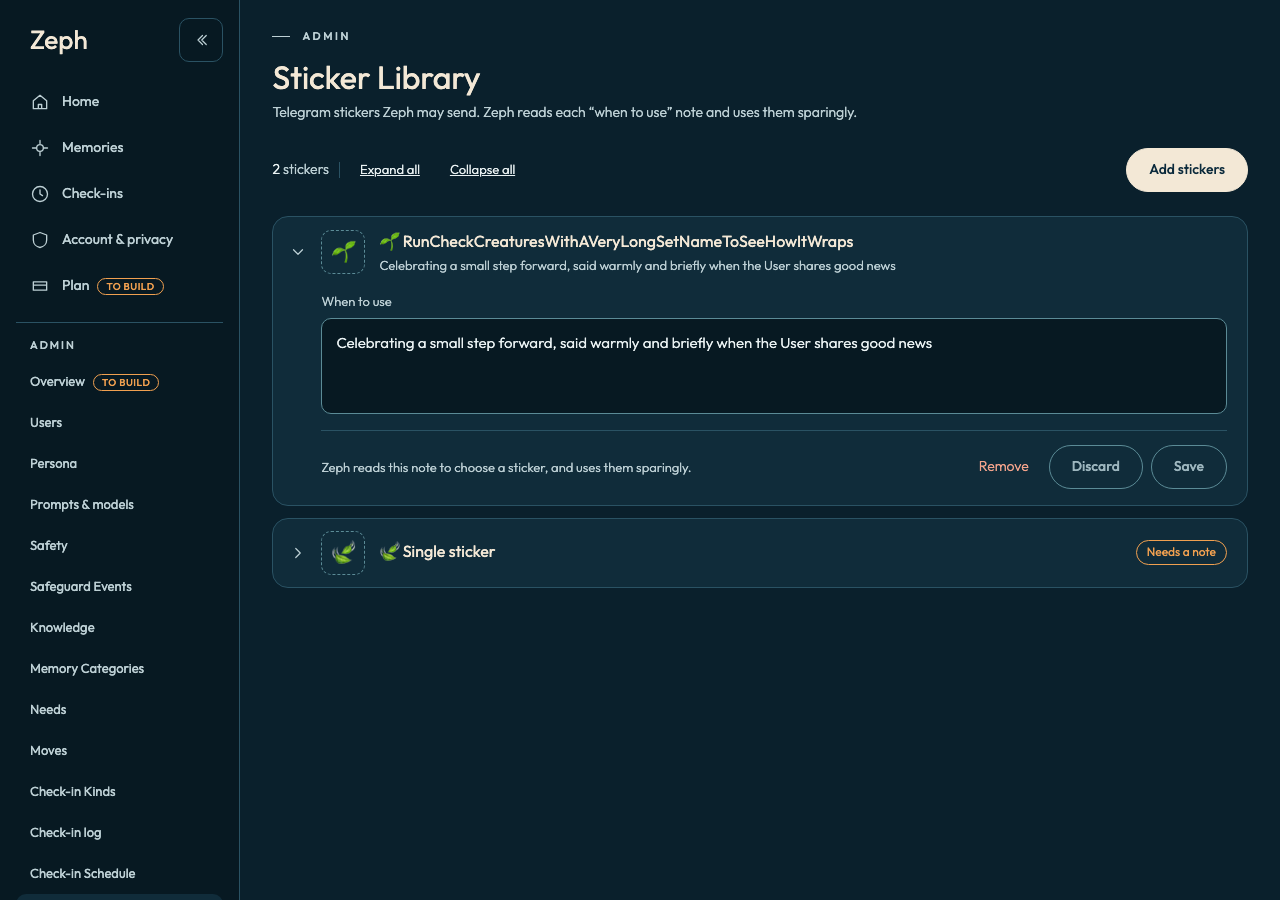 Zeph
Home
Memories
Check-ins
Account & privacy
Plan TO BUILD
ADMIN
Overview TO BUILD
Users
Persona
Prompts & models
Safety
Safeguard Events
Knowledge
Memory Categories
Needs
Moves
Check-in Kinds
Check-in log
Check-in Schedule
ADMIN
Sticker Library
Telegram stickers Zeph may send. Zeph reads each “when to use” note and uses them sparingly.
2 stickers Expand all Collapse all Add stickers
🌱 RunCheckCreaturesWithAVeryLongSetNameToSeeHowItWraps
Celebrating a small step forward, said warmly and briefly when the User shares good news
When to use
Celebrating a small step forward, said warmly and briefly when the User shares good news
Zeph reads this note to choose a sticker, and uses them sparingly. Remove Discard Save
🍃 Single sticker Needs a note